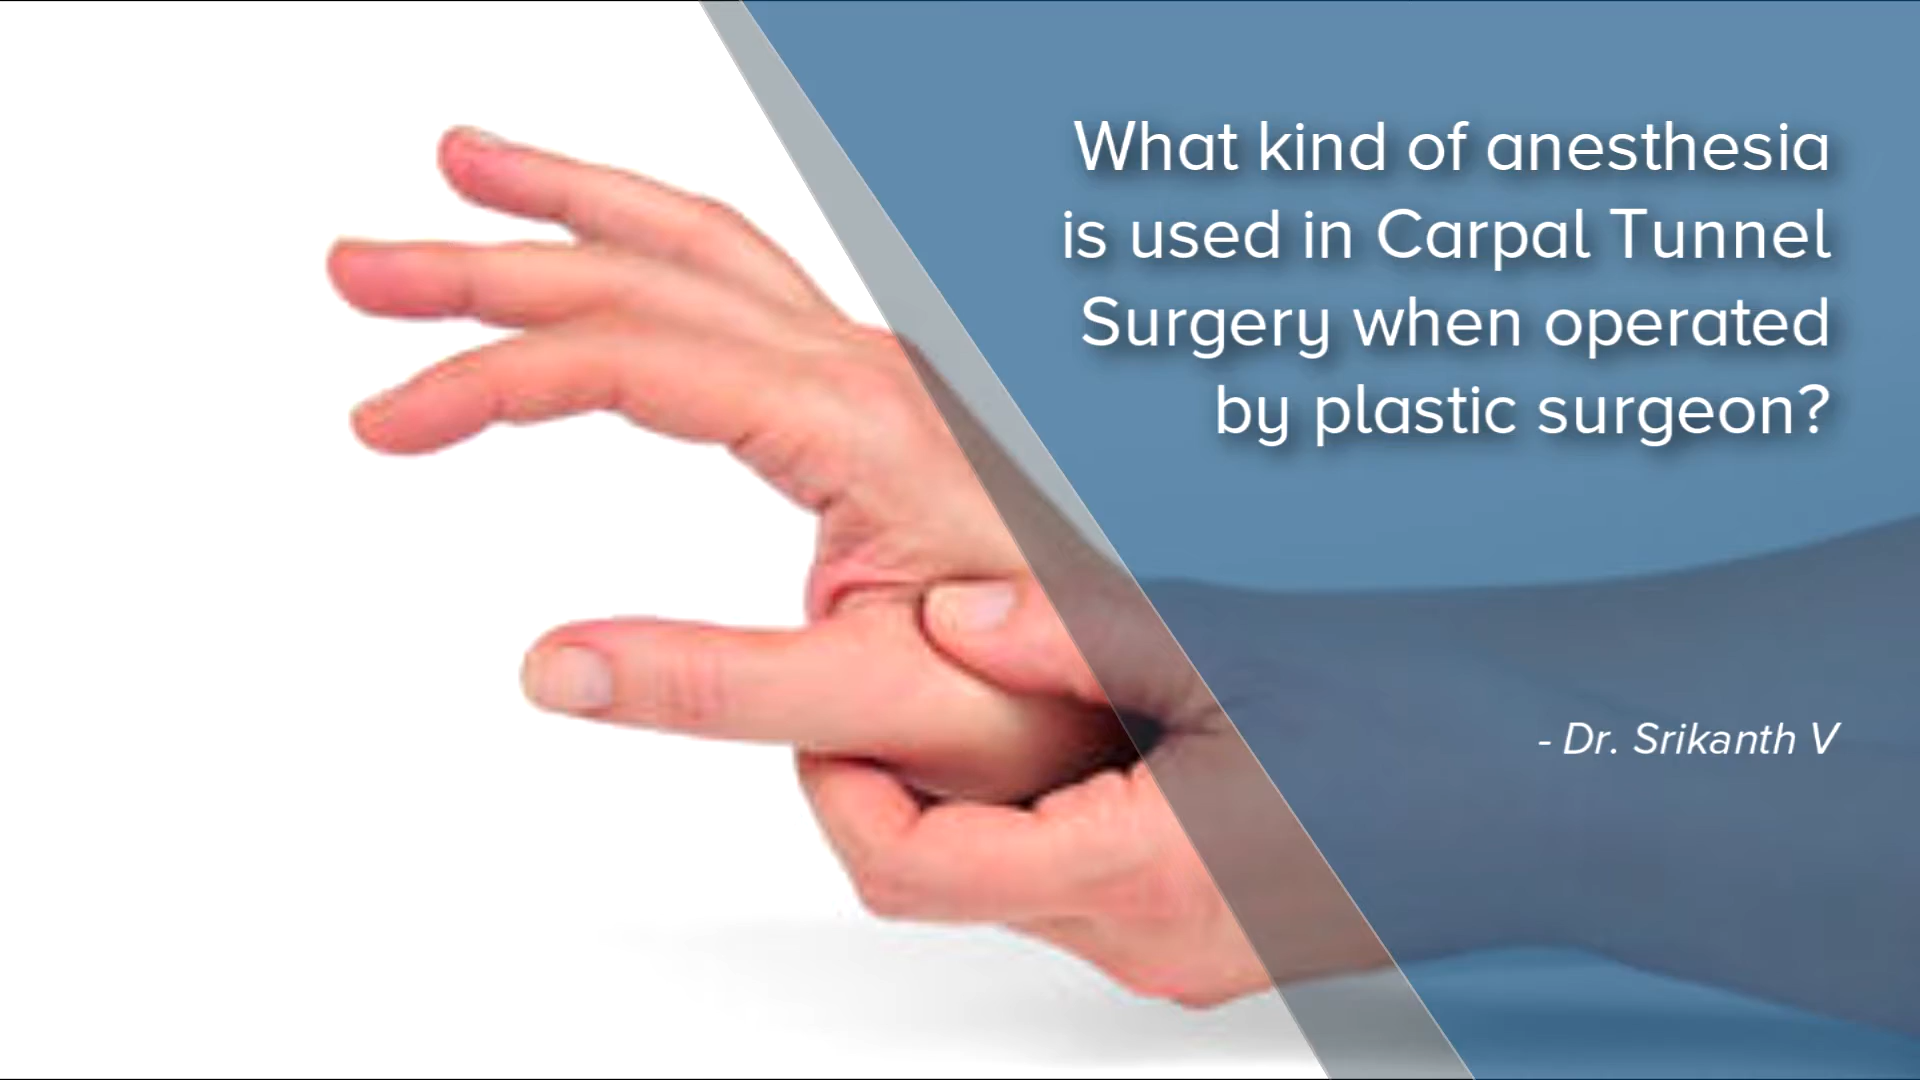 What kind of anesthesia
is used in Carpal Tunnel
Surgery when operated
by plastic surgeon?
- Dr. Srikanth V